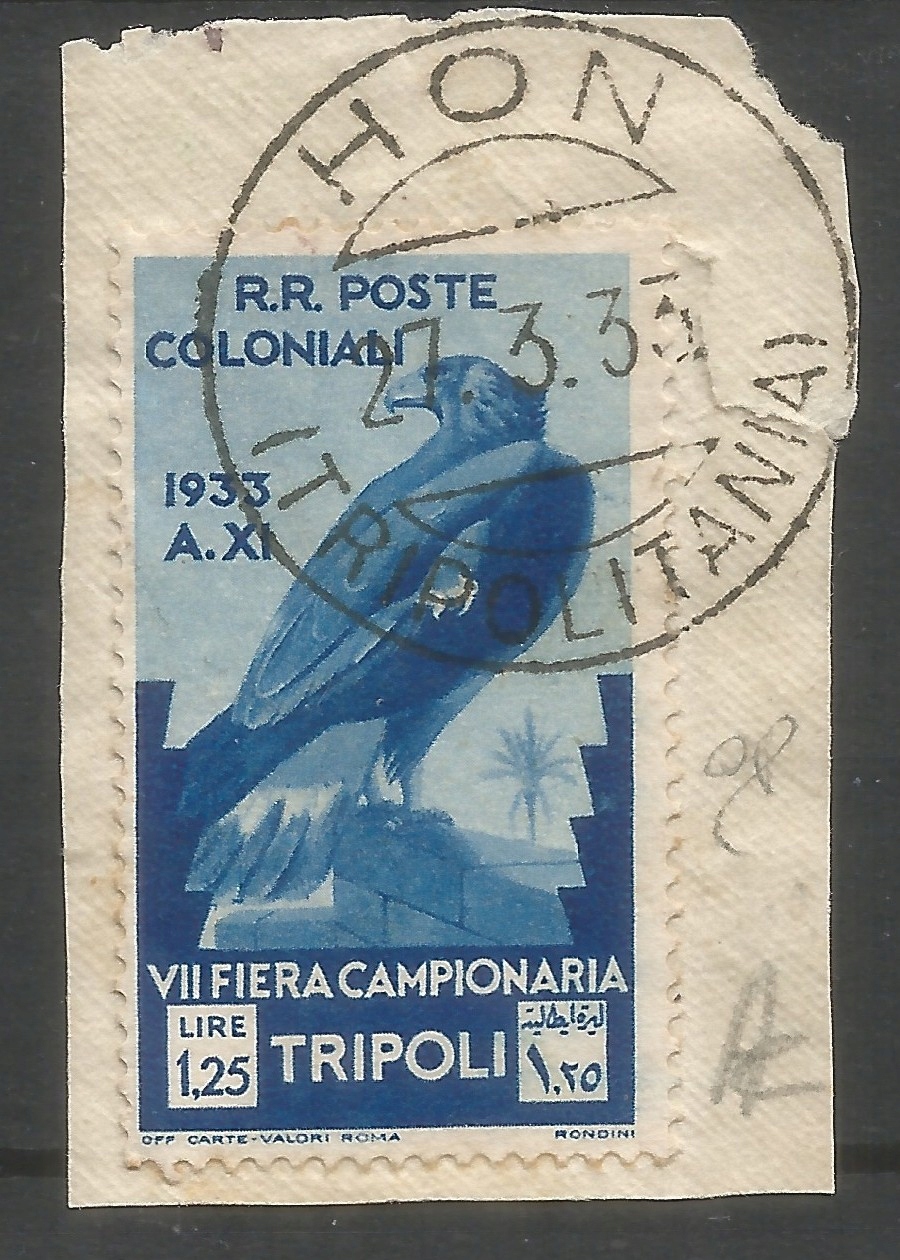 HON
R.R. POSTE
COLONIALI
27.3.33
1933
A.XI
(TRIPOLITANIA)
VII FIERA CAMPIONARIA
LIRE
1,25
TRIPOLI
ليرة ايطالية
١.٢٥
OFF CARTE-VALORI ROMA
RONDINI